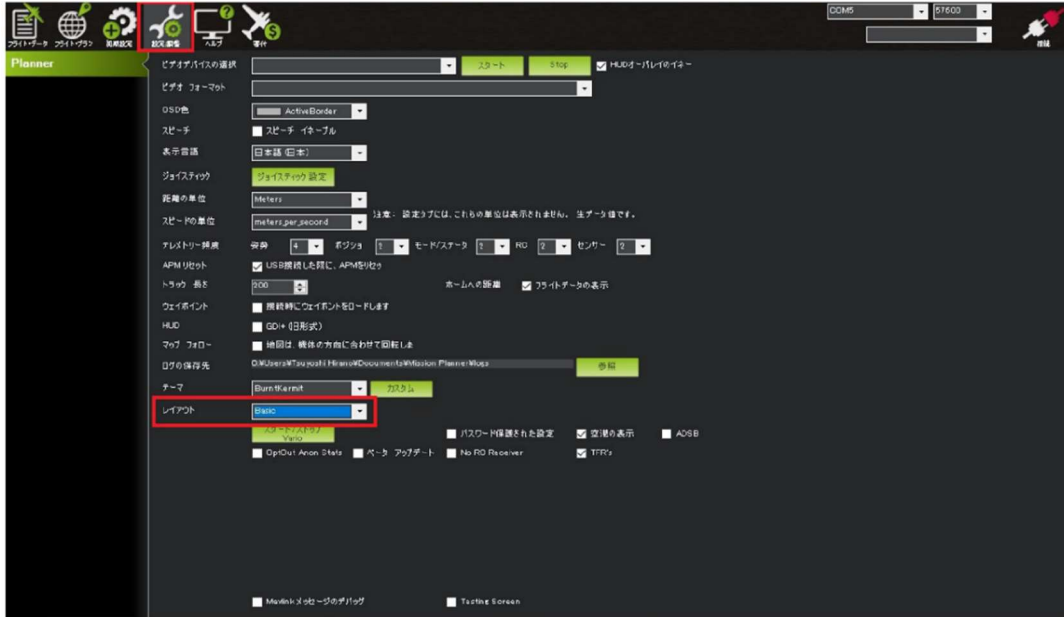 COM5 57600
フライト・データ フライト・プラン 初期設定 設定/調整 ヘルプ 寄付 接続
Planner
ビデオデバイスの選択 スタート Stop HUDオーバレイのイネー
ビデオ フォーマット
OSD色 ActiveBorder
スピーチ スピーチ イネーブル
表示言語 日本語 (日本)
ジョイスティック ジョイスティック 設定
距離の単位 Meters
スピードの単位 meters_per_second 注意: 設定タブには、これらの単位は表示されません。 生データ値です。
テレメトリー頻度 姿勢 4 ポジショ 2 モード/ステータ 2 RC 2 センサー 2
APM リセット USB接続した際に、APMをリセッ
トラック 長さ 200 ホームへの距離 フライトデータの表示
ウェイポイント 接続時にウェイポントをロードします
HUD GDI+ (旧形式)
マップ フォロー 地図は、機体の方向に合わせて回転しま
ログの保存先 C:¥Users¥Tsuyoshi Hirano¥Documents¥Mission Planner¥logs 参照
テーマ BurntKermit カスタム
レイアウト Basic
スタート/ストップ
Vario パスワード保護された設定 空港の表示 ADSB
OptOut Anon Stats ベータ アップデート No RC Receiver TFR's
Mavlinkメッセージのデバッグ Testing Screen